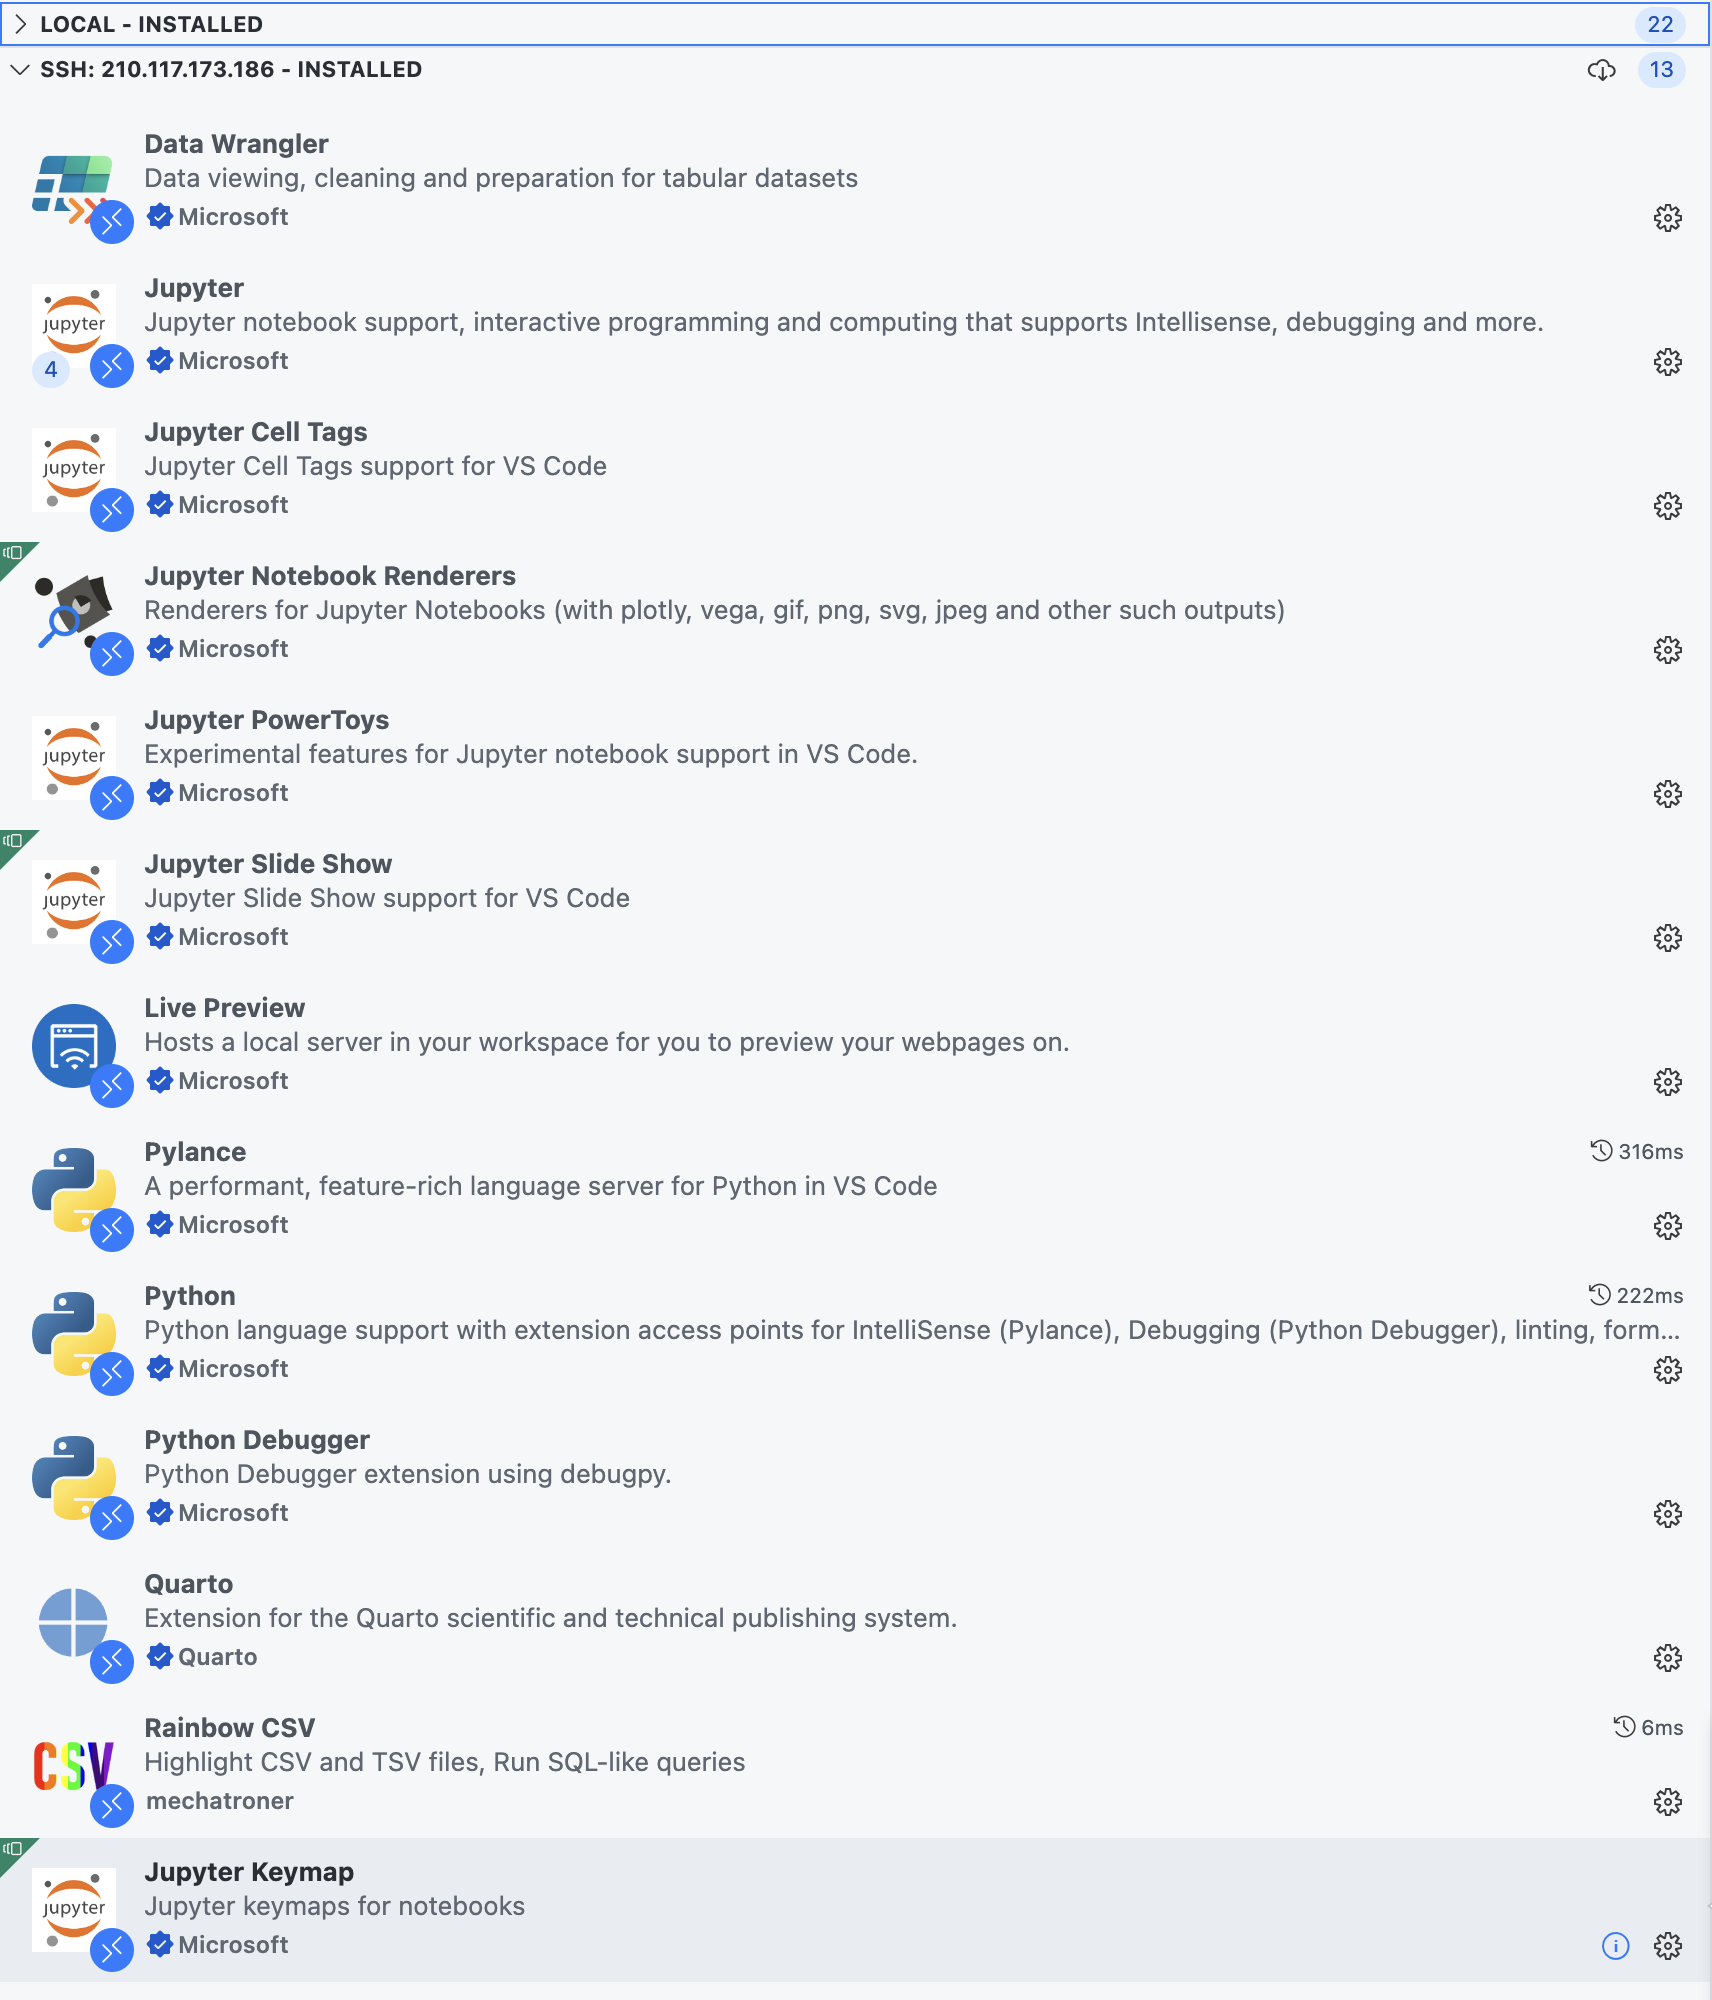 LOCAL - INSTALLED 22
SSH: 210.117.173.186 - INSTALLED 13
Data Wrangler
Data viewing, cleaning and preparation for tabular datasets
Microsoft
Jupyter
jupyter
Jupyter notebook support, interactive programming and computing that supports Intellisense, debugging and more.
4
Microsoft
Jupyter Cell Tags
jupyter
Jupyter Cell Tags support for VS Code
Microsoft
Jupyter Notebook Renderers
Renderers for Jupyter Notebooks (with plotly, vega, gif, png, svg, jpeg and other such outputs)
Microsoft
Jupyter PowerToys
jupyter
Experimental features for Jupyter notebook support in VS Code.
Microsoft
Jupyter Slide Show
jupyter
Jupyter Slide Show support for VS Code
Microsoft
Live Preview
Hosts a local server in your workspace for you to preview your webpages on.
Microsoft
Pylance 316ms
A performant, feature-rich language server for Python in VS Code
Microsoft
Python 222ms
Python language support with extension access points for IntelliSense (Pylance), Debugging (Python Debugger), linting, form...
Microsoft
Python Debugger
Python Debugger extension using debugpy.
Microsoft
Quarto
Extension for the Quarto scientific and technical publishing system.
Quarto
Rainbow CSV 6ms
CSV
Highlight CSV and TSV files, Run SQL-like queries
mechatroner
Jupyter Keymap
jupyter
Jupyter keymaps for notebooks
Microsoft